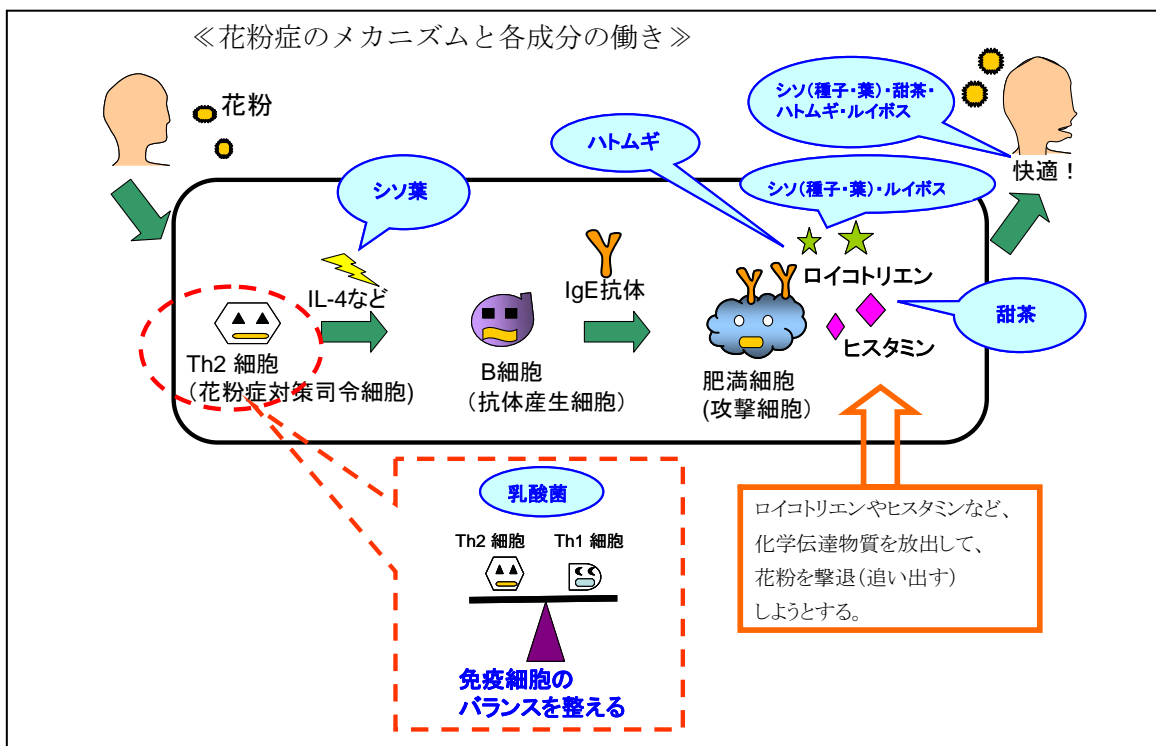 ≪花粉症のメカニズムと各成分の働き≫
花粉
シソ(種子・葉)・甜茶・
ハトムギ・ルイボス
快適！
ハトムギ
シソ葉
シソ(種子・葉)・ルイボス
IL-4など
IgE抗体
ロイコトリエン
甜茶
ヒスタミン
Th2 細胞
(花粉症対策司令細胞)
B細胞
(抗体産生細胞)
肥満細胞
(攻撃細胞)
乳酸菌
Th2 細胞
Th1 細胞
免疫細胞の
バランスを整える
ロイコトリエンやヒスタミンなど、
化学伝達物質を放出して、
花粉を撃退(追い出す)
しようとする。